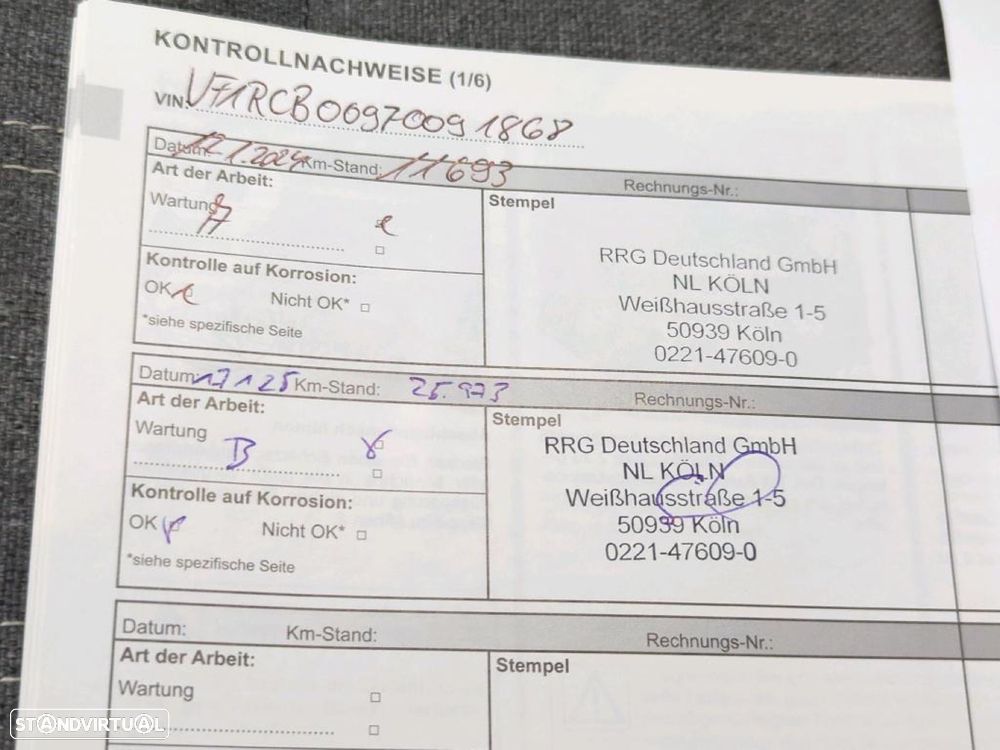 KONTROLLNACHWEISE (1/6)
VIN: VF1RCB00970091868
Datum: 1.2024 Km-Stand: 11693 Rechnungs-Nr.:
Art der Arbeit:
Stempel
Wartung A
Kontrolle auf Korrosion:
OK Nicht OK*
*siehe spezifische Seite
RRG Deutschland GmbH
NL KÖLN
Weißhausstraße 1-5
50939 Köln
0221-47609-0
Datum: 17125 Km-Stand: 25.973 Rechnungs-Nr.:
Art der Arbeit:
Stempel
Wartung B
Kontrolle auf Korrosion:
OK Nicht OK*
*siehe spezifische Seite
RRG Deutschland GmbH
NL KÖLN
Weißhausstraße 1-5
50939 Köln
0221-47609-0
Datum: Km-Stand: Rechnungs-Nr.:
Art der Arbeit:
Stempel
Wartung
STANDVIRTUAL